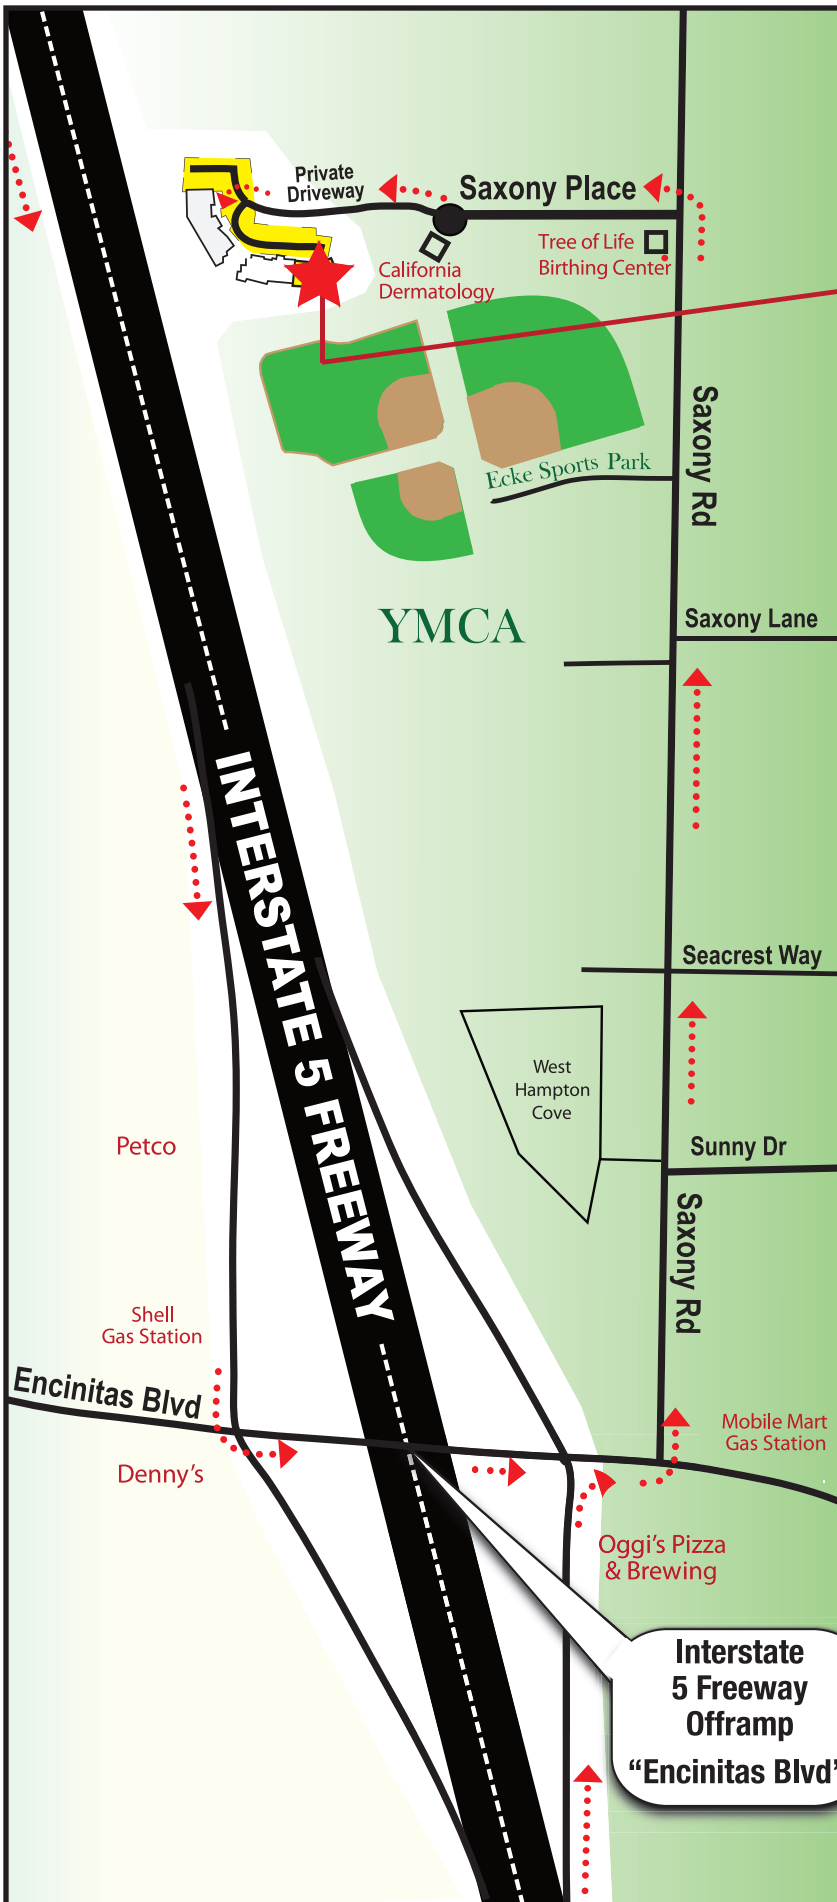 Private
Driveway
Saxony Place
California
Dermatology
Tree of Life
Birthing Center
Saxony Rd
Ecke Sports Park
YMCA
Saxony Lane
INTERSTATE 5 FREEWAY
Seacrest Way
West
Hampton
Cove
Petco
Sunny Dr
Saxony Rd
Shell
Gas Station
Encinitas Blvd
Denny's
Mobile Mart
Gas Station
Oggi's Pizza
& Brewing
Interstate
5 Freeway
Offramp
“Encinitas Blvd”